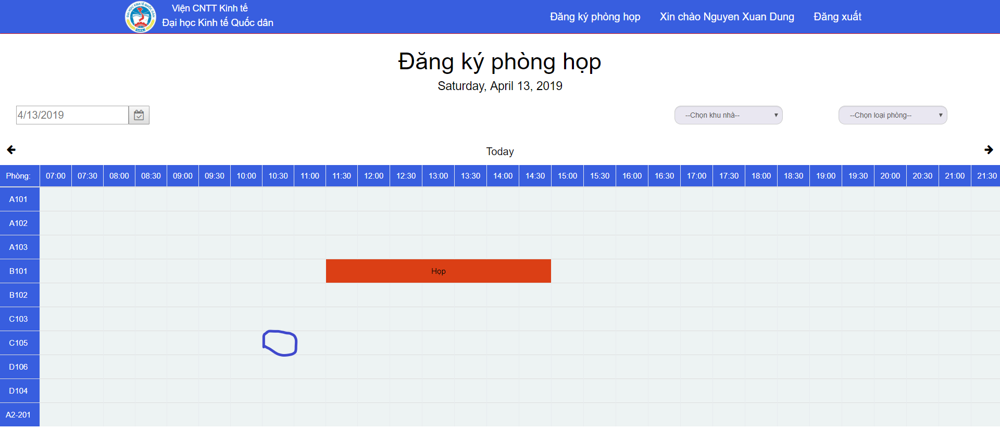 Viện CNTT Kinh tế
Đại học Kinh tế Quốc dân
Đăng ký phòng họp Xin chào Nguyen Xuan Dung Đăng xuất
Đăng ký phòng họp
Saturday, April 13, 2019
4/13/2019 --Chọn khu nhà-- --Chọn loại phòng--
Today
Phòng: 07:00 07:30 08:00 08:30 09:00 09:30 10:00 10:30 11:00 11:30 12:00 12:30 13:00 13:30 14:00 14:30 15:00 15:30 16:00 16:30 17:00 17:30 18:00 18:30 19:00 19:30 20:00 20:30 21:00 21:30
A101
A102
A103
B101 Họp
B102
C103
C105
D106
D104
A2-201